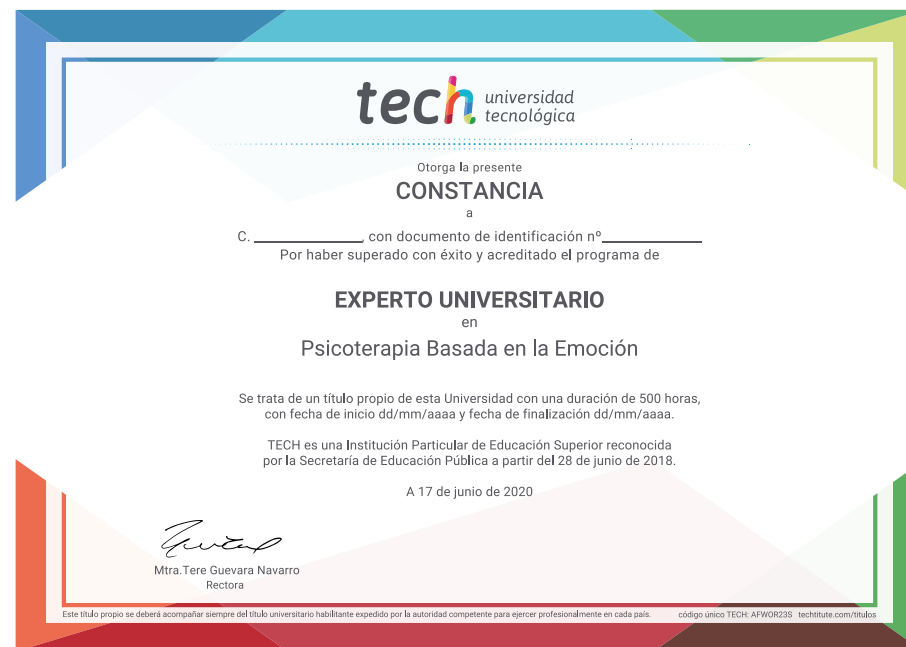 tech universidad
tecnológica
Otorga la presente
CONSTANCIA
a
C. ____________, con documento de identificación nº___________
Por haber superado con éxito y acreditado el programa de
EXPERTO UNIVERSITARIO
en
Psicoterapia Basada en la Emoción
Se trata de un título propio de esta Universidad con una duración de 500 horas,
con fecha de inicio dd/mm/aaaa y fecha de finalización dd/mm/aaaa.
TECH es una Institución Particular de Educación Superior reconocida
por la Secretaría de Educación Pública a partir del 28 de junio de 2018.
A 17 de junio de 2020
Mtra.Tere Guevara Navarro
Rectora
Este título propio se deberá acompañar siempre del título universitario habilitante expedido por la autoridad competente para ejercer profesionalmente en cada país. código único TECH: AFWOR23S techtitute.com/titulos